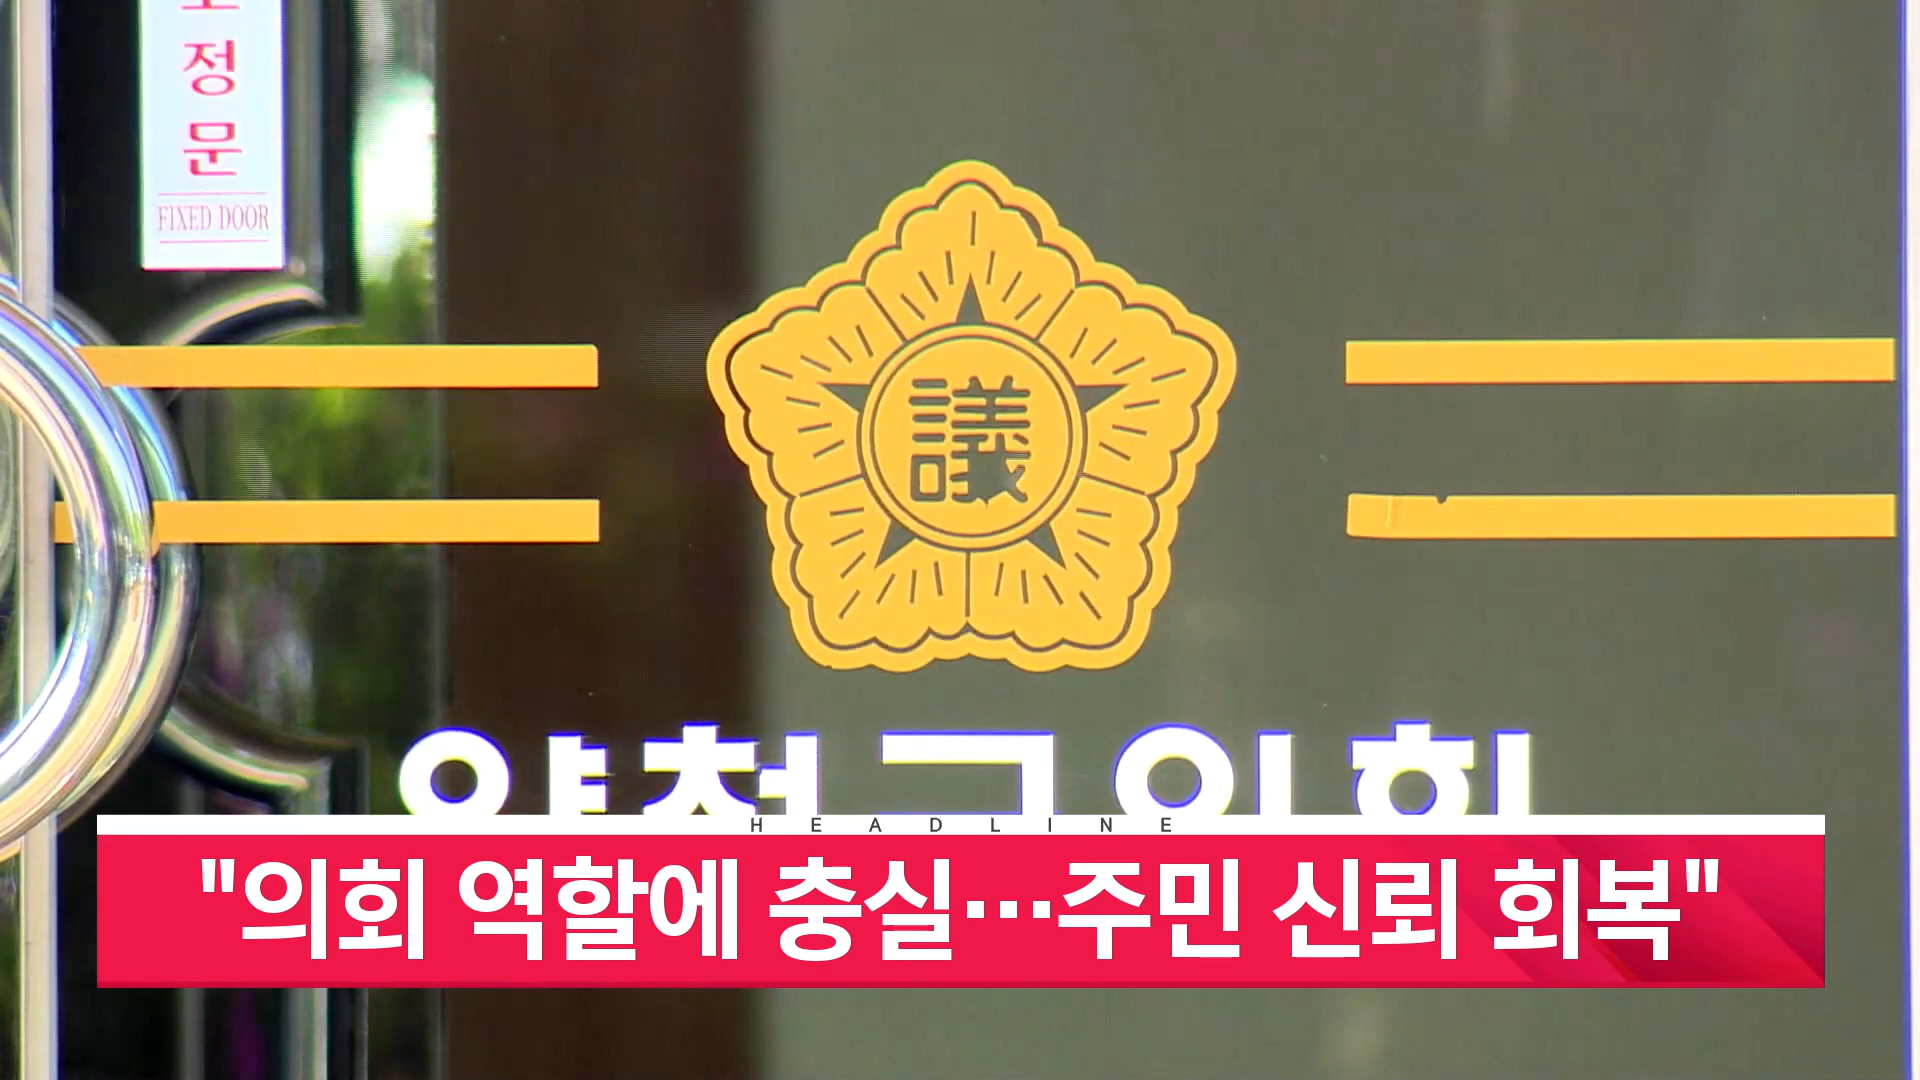 정
문
FIXED DOOR
議
HEADLINE
"의회 역할에 충실…주민 신뢰 회복"